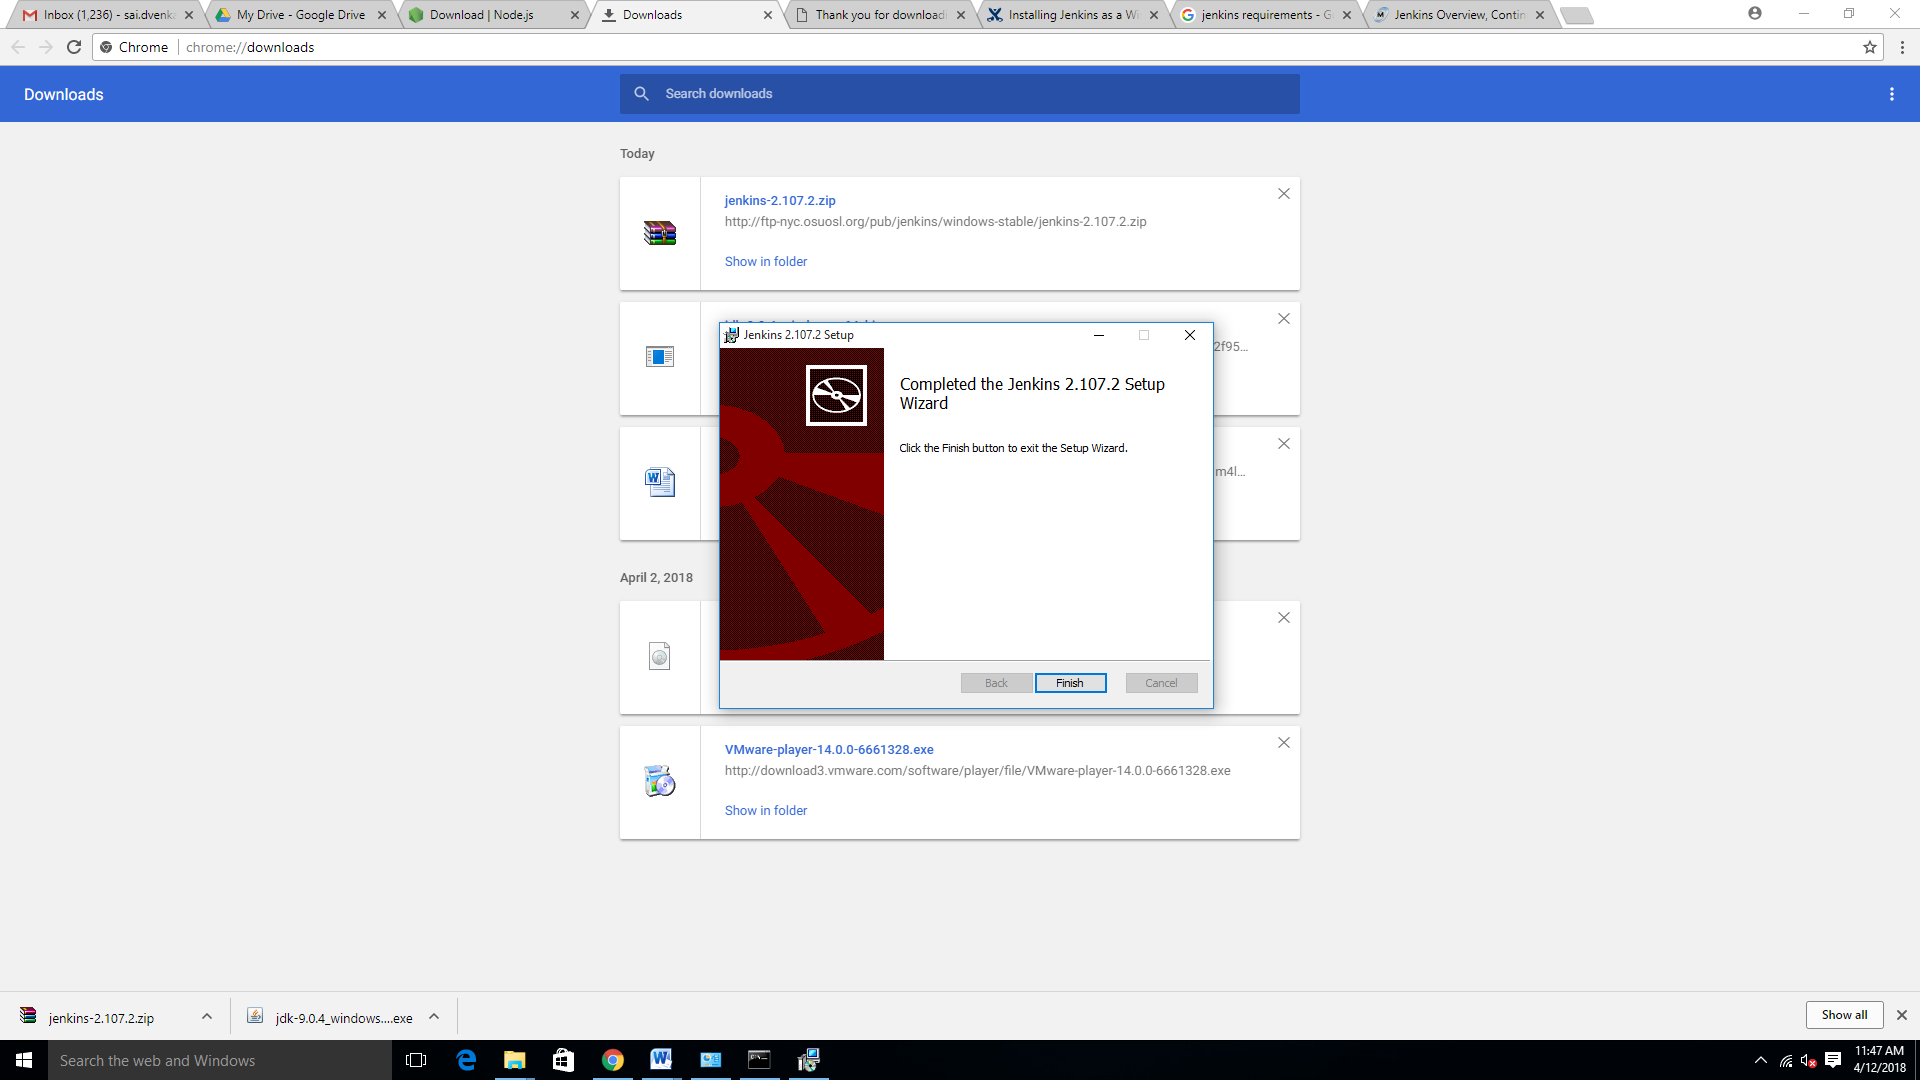 Inbox (1,236) - sai.dvenka
My Drive - Google Drive
Download | Node.js
Downloads
Thank you for downloadi
Installing Jenkins as a Wi
jenkins requirements - G
Jenkins Overview, Contin
Chrome
chrome://downloads
Downloads
Search downloads
Today
jenkins-2.107.2.zip
http://ftp-nyc.osuosl.org/pub/jenkins/windows-stable/jenkins-2.107.2.zip
Show in folder
2f95...
Jenkins 2.107.2 Setup
Completed the Jenkins 2.107.2 Setup
Wizard
Click the Finish button to exit the Setup Wizard.
m4l...
April 2, 2018
Back
Finish
Cancel
VMware-player-14.0.0-6661328.exe
http://download3.vmware.com/software/player/file/VMware-player-14.0.0-6661328.exe
Show in folder
jenkins-2.107.2.zip
jdk-9.0.4_windows....exe
Show all
Search the web and Windows
11:47 AM
4/12/2018